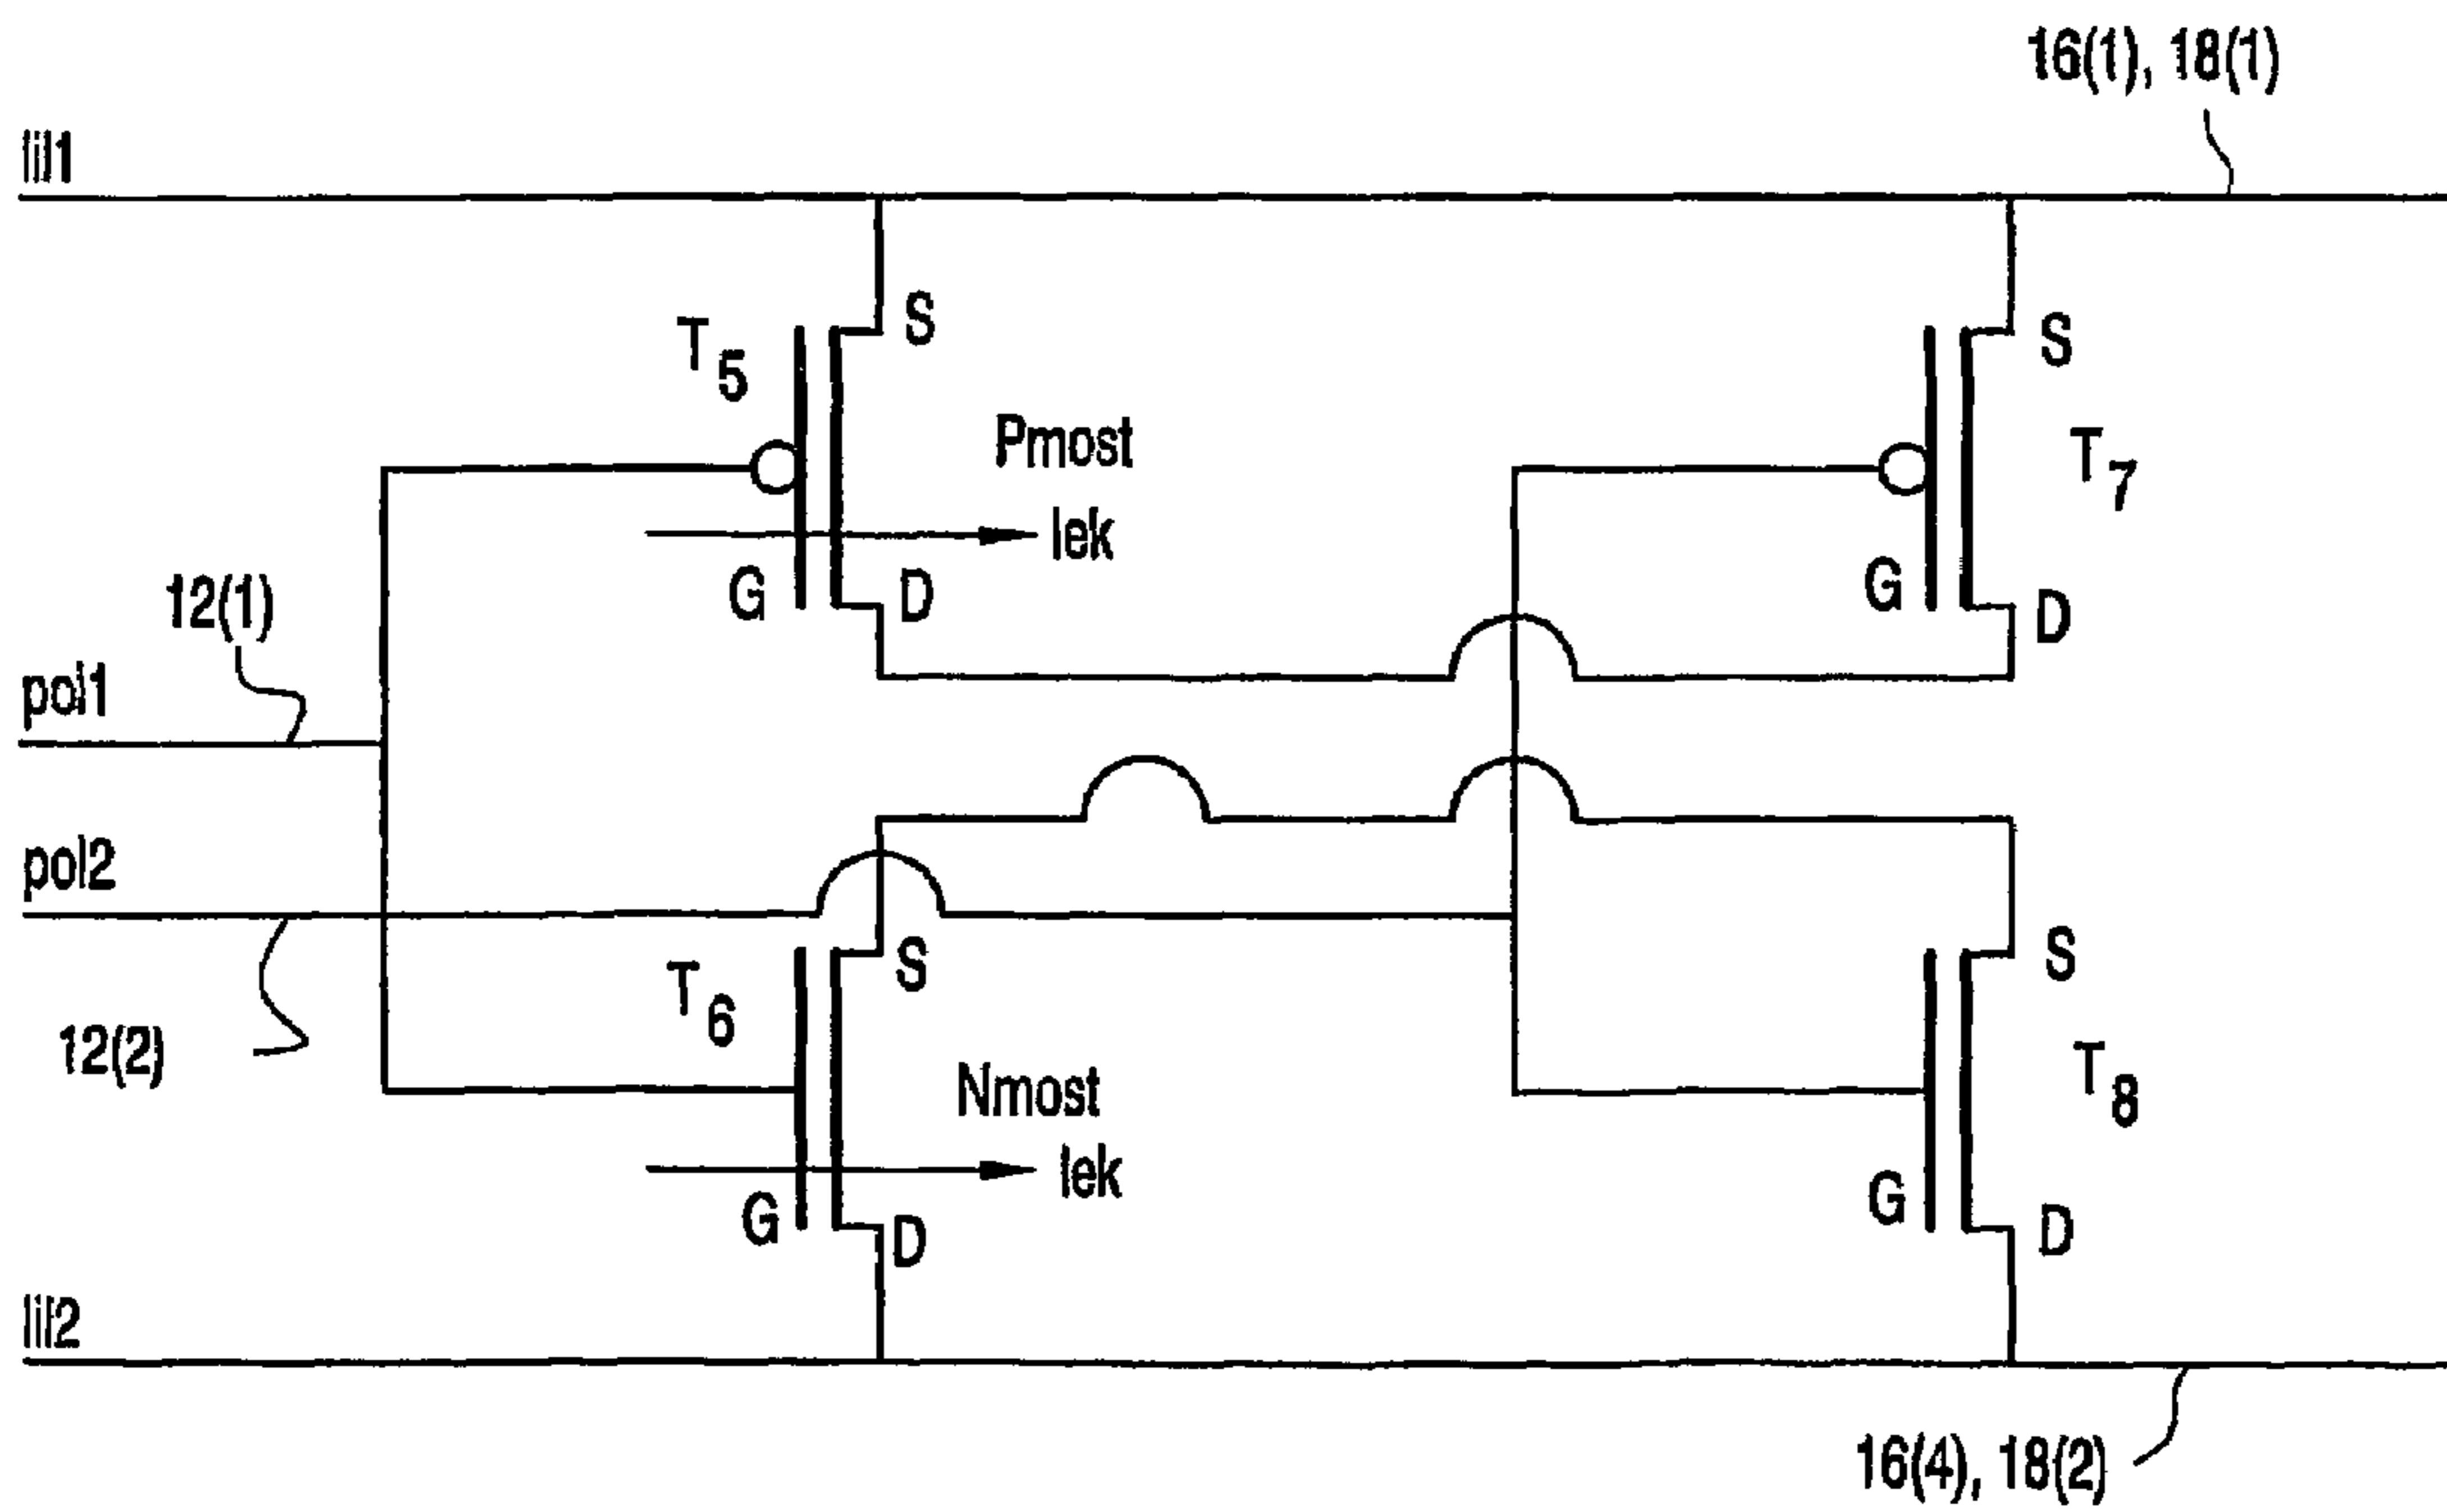 16(1), 18(1)
lil1
T5
S
S
Pmost
T7
lek
G
D
G
D
12(1)
pol1
pol2
S
S
T6
12(2)
Nmost
T8
lek
G
D
G
D
lil2
16(4), 18(2)